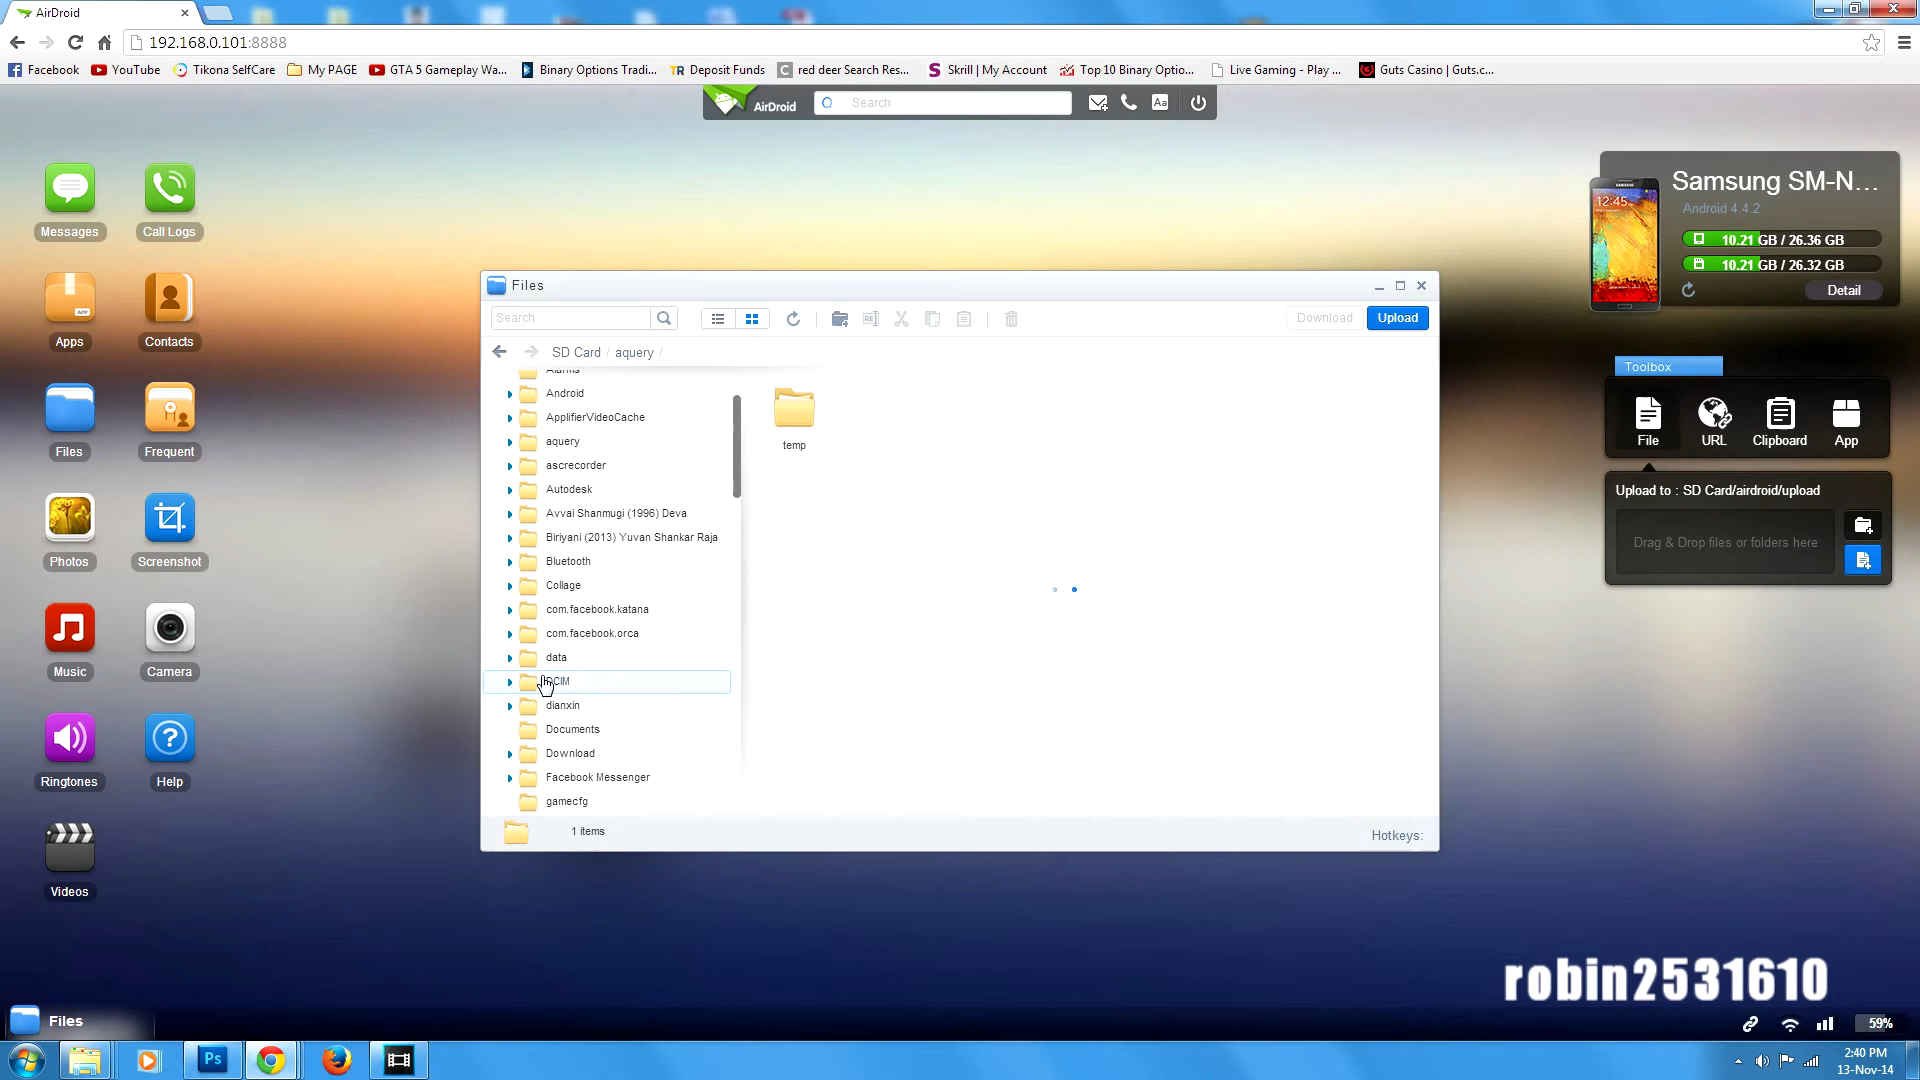 AirDroid
192.168.0.101:8888
Facebook
YouTube
Tikona SelfCare
My PAGE
GTA 5 Gameplay Wa...
Binary Options Tradi...
Deposit Funds
red deer Search Res...
Skrill | My Account
Top 10 Binary Optio...
Live Gaming - Play ...
Guts Casino | Guts.c...
AirDroid
Search
Aa
Messages
Call Logs
Apps
Contacts
Files
Frequent
Photos
Screenshot
Music
Camera
Ringtones
Help
Videos
Files
Search
Download
Upload
SD Card / aquery /
Alarms
Android
ApplifierVideoCache
aquery
ascrecorder
Autodesk
Avvai Shanmugi (1996) Deva
Biriyani (2013) Yuvan Shankar Raja
Bluetooth
Collage
com.facebook.katana
com.facebook.orca
data
DCIM
dianxin
Documents
Download
Facebook Messenger
gamecfg
temp
1 items
Hotkeys:
Samsung SM-N...
Android 4.4.2
12:45
10.21 GB / 26.36 GB
10.21 GB / 26.32 GB
Detail
Toolbox
File
URL
Clipboard
App
Upload to : SD Card/airdroid/upload
Drag & Drop files or folders here
robin2531610
Files
59%
Ps
2:40 PM
13-Nov-14